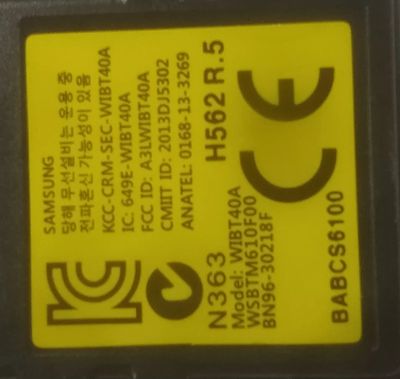 SAMSUNG
당해 무선설비는 운용 중
전파혼신 가능성이 있음
KCC-CRM-SEC-WIBT40A
IC: 649E-WIBT40A
FCC ID: A3LWIBT40A
CMIIT ID: 2013DJ5302
ANATEL: 0168-13-3269
N363 H562 R.5
Model: WIBT40A
WSBTM610F00
BN96-30218F
CE
BABCS6100